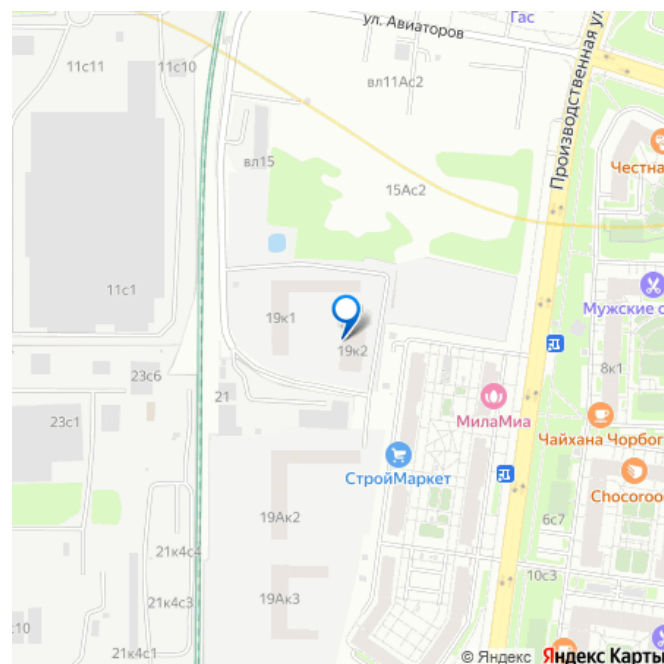 Гас
ул. Авиаторов
Производственная ул.
11с11
11с10
вл11Ас2
вл15
15Ас2
Честна
11с1
Мужские с
19к1
19к2
8к1
23с6
21
МилаМиа
23с1
Чайхана Чорбог
СтройМаркет
Chocoroo
19Ак2
6с7
21к4с4
10с3
19Ак3
21к4с3
с10
21к4с1
© Яндекс Яндекс Карты